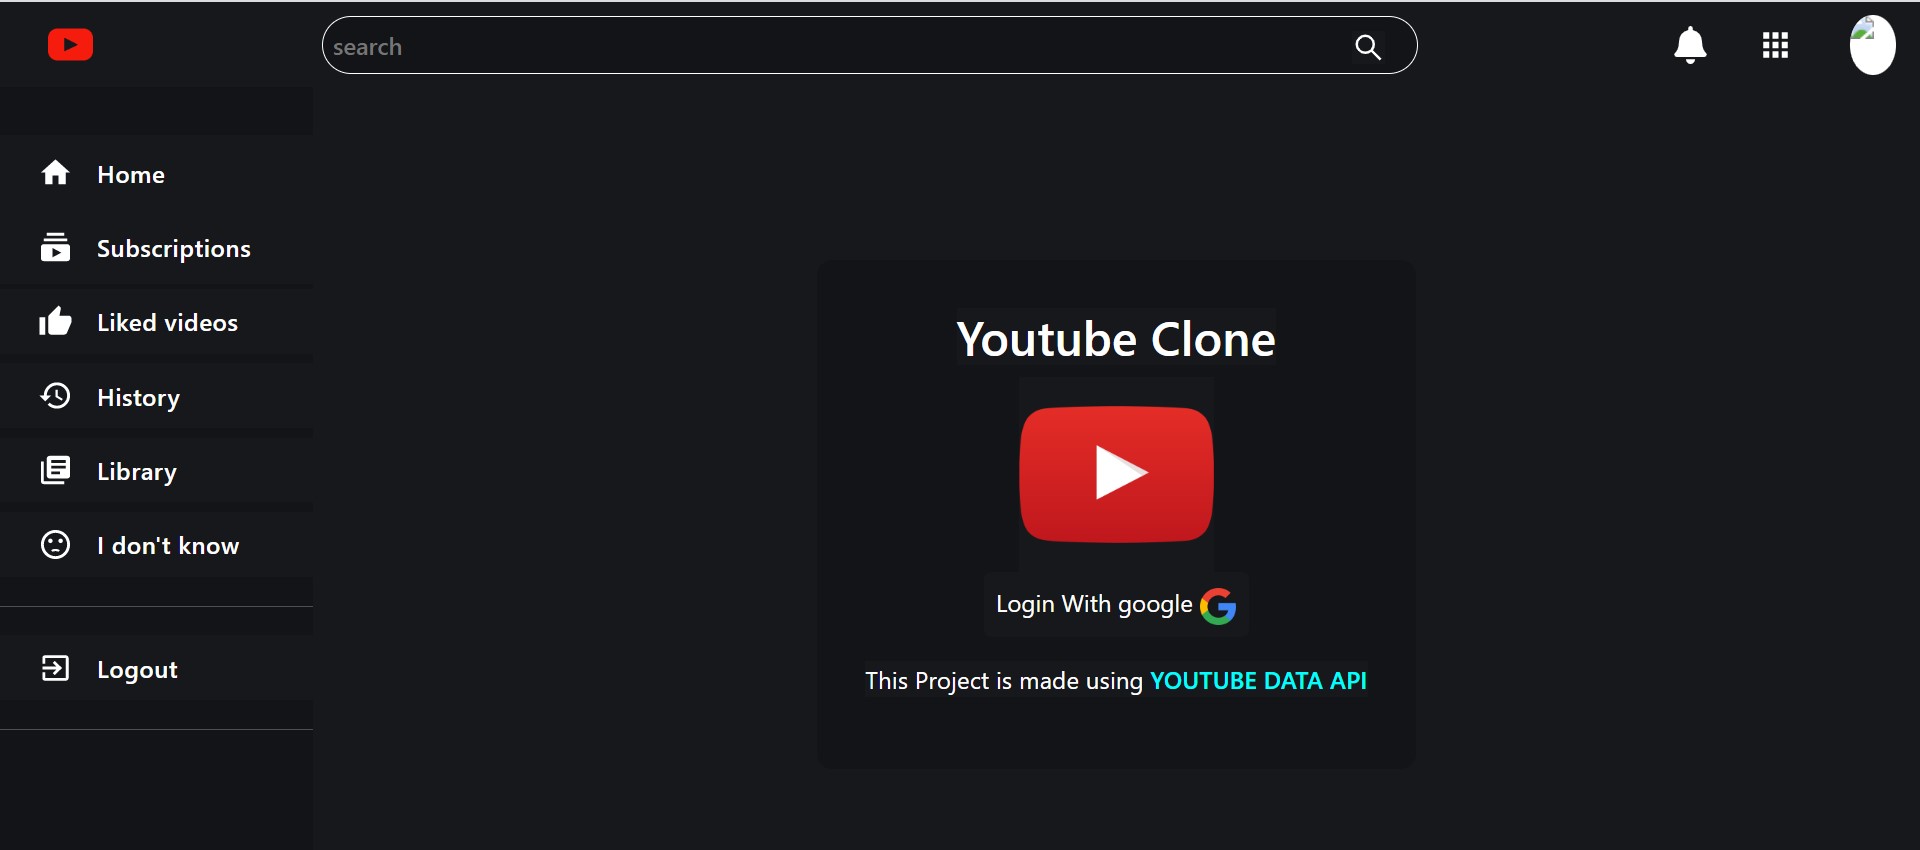 search
Home
Subscriptions
Liked videos
History
Library
I don't know
Logout
Youtube Clone
Login With google
This Project is made using YOUTUBE DATA API